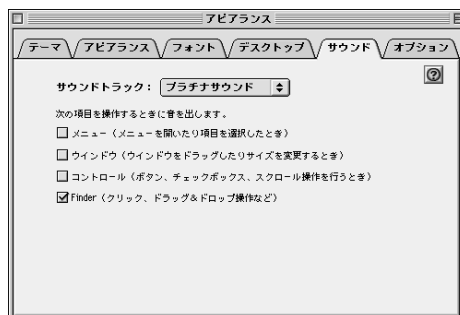 アピアランス
テーマ アピアランス フォント デスクトップ サウンド オプション
サウンドトラック： プラチナサウンド
次の項目を操作するときに音を出します。
メニュー（メニューを開いたり項目を選択したとき）
ウインドウ（ウインドウをドラッグしたりサイズを変更するとき）
コントロール（ボタン、チェックボックス、スクロール操作を行うとき）
Finder（クリック、ドラッグ＆ドロップ操作など）